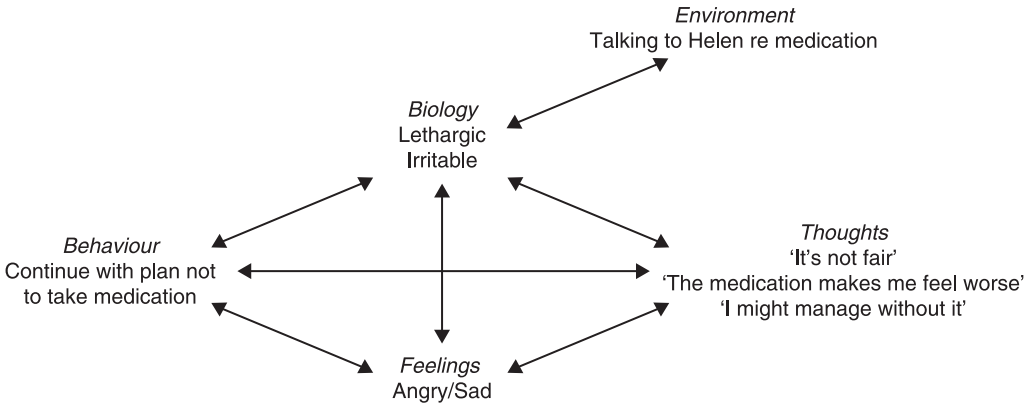 Environment
Talking to Helen re medication
Biology
Lethargic
Irritable
Behaviour
Continue with plan not
to take medication
Thoughts
‘It’s not fair’
‘The medication makes me feel worse’
‘I might manage without it’
Feelings
Angry/Sad